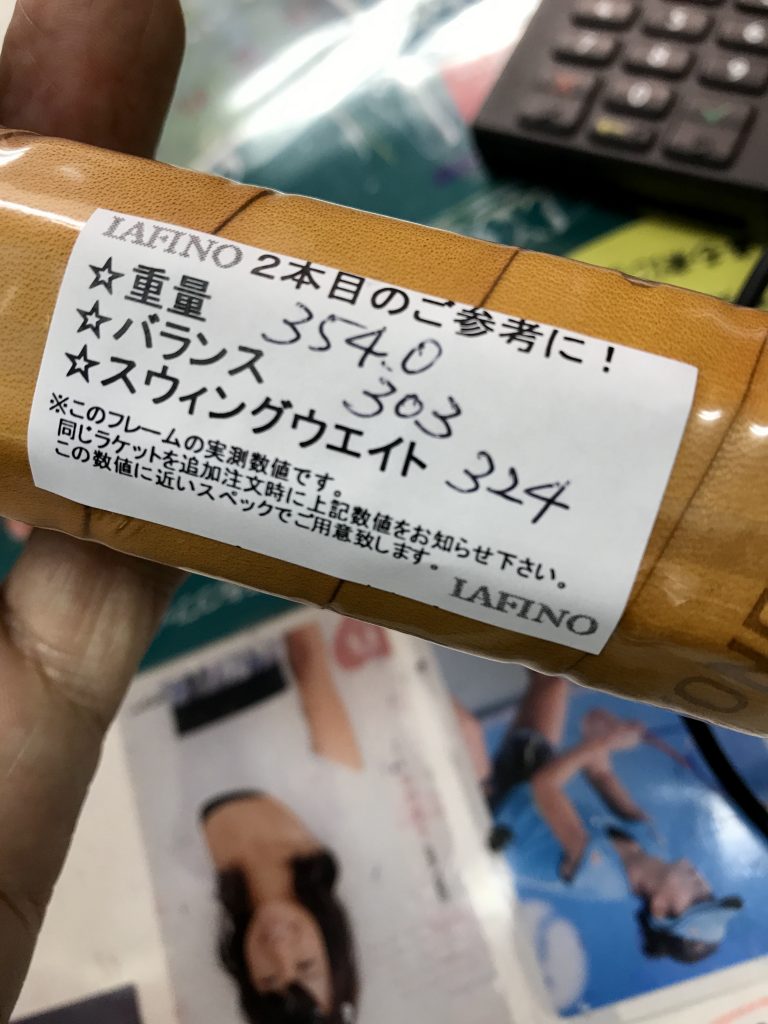 LAFINO 2本目のご参考に！
☆重量 354.0
☆バランス 303
☆スウィングウエイト 324
※このフレームの実測数値です。
同じラケットを追加注文時に上記数値をお知らせ下さい。
この数値に近いスペックでご用意致します。
LAFINO